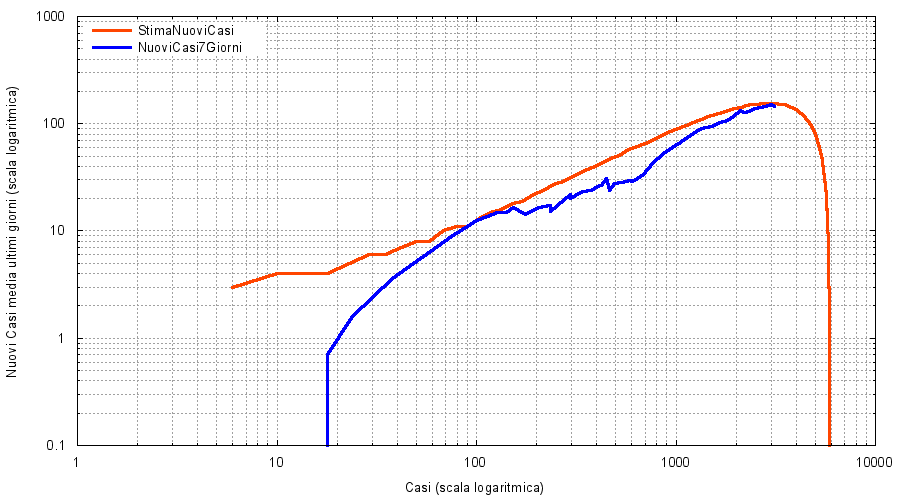 1000
StimaNuoviCasi
NuoviCasi7Giorni
100
10
1
0.1
Nuovi Casi media ultimi giorni (scala logaritmica)
1 10 100 1000 10000
Casi (scala logaritmica)